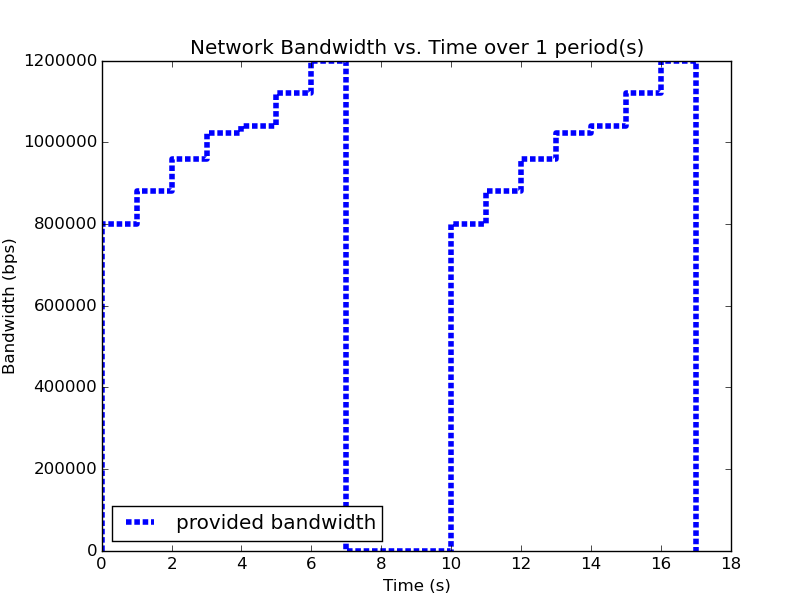 Network Bandwidth vs. Time over 1 period(s)
1200000
1000000
800000
600000
400000
200000
0
Bandwidth (bps)
provided bandwidth
0 2 4 6 8 10 12 14 16 18
Time (s)